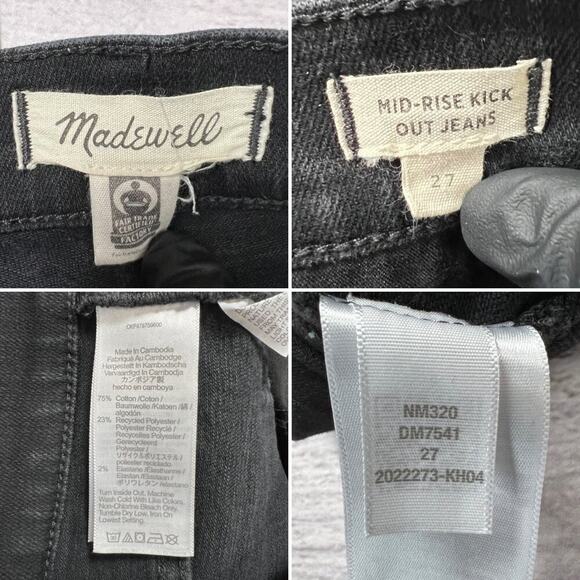 Madewell
FAIR TRADE
CERTIFIED
FACTORY
MID-RISE KICK
OUT JEANS
27
Made in Cambodia
Fabriqué au Cambodge
Hergestellt in Kambodscha
Vervaardigd in Cambodja
カンボジア製
hecho en camboya
75% Cotton /Coton /
Baumwolle /Katoen / 綿 /
algodón
23% Recycled Polyester /
Polyester Recyclé /
Recyceltes Polyester /
Gerecycleerd
Polyester /
リサイクルポリエステル /
poliester reciclado
2% Elastane /Elasthanne /
Elastan /Elastaan /
ポリウレタン /elastano
Turn Inside Out, Machine
Wash Cold With Like Colors.
Non-Chlorine Bleach Only.
Tumble Dry Low, Iron On
Lowest Setting.
NM320
DM7541
27
2022273-KH04